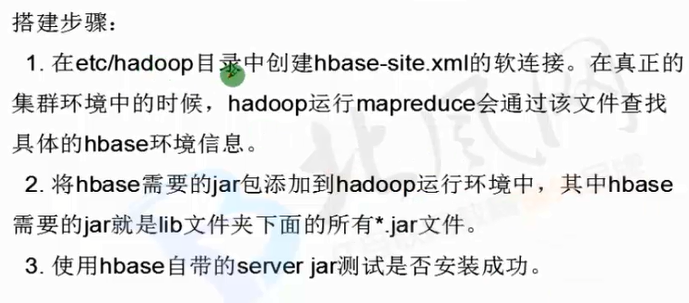 搭建步骤：
1. 在etc/hadoop目录中创建hbase-site.xml的软连接。在真正的
集群环境中的时候，hadoop运行mapreduce会通过该文件查找
具体的hbase环境信息。
2. 将hbase需要的jar包添加到hadoop运行环境中，其中hbase
需要的jar就是lib文件夹下面的所有*.jar文件。
3. 使用hbase自带的server jar测试是否安装成功。
北风网